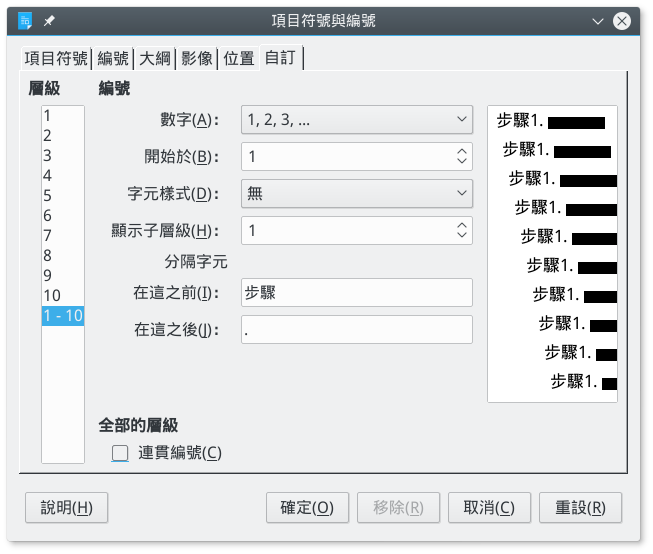 項目符號與編號
項目符號 編號 大綱 影像 位置 自訂
層級
1
2
3
4
5
6
7
8
9
10
1 - 10
編號
數字(A)： 1, 2, 3, ...
開始於(B)： 1
字元樣式(D)： 無
顯示子層級(H)： 1
分隔字元
在這之前(I)： 步驟
在這之後(J)： .
全部的層級
連貫編號(C)
步驟1.
步驟1.
步驟1.
步驟1.
步驟1.
步驟1.
步驟1.
步驟1.
步驟1.
步驟1.
說明(H) 確定(O) 移除(R) 取消(C) 重設(R)